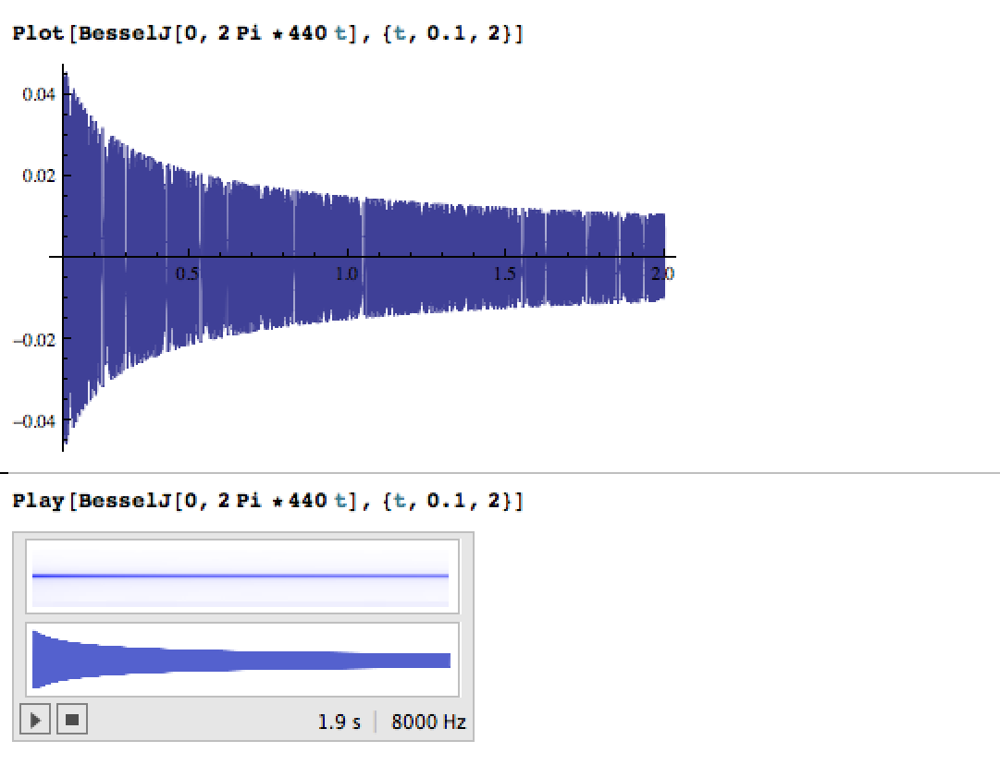 Plot[BesselJ[0, 2 Pi * 440 t], {t, 0.1, 2}]
0.04
0.02
0.5 1.0 1.5 2.0
-0.02
-0.04
Play[BesselJ[0, 2 Pi * 440 t], {t, 0.1, 2}]
1.9 s | 8000 Hz